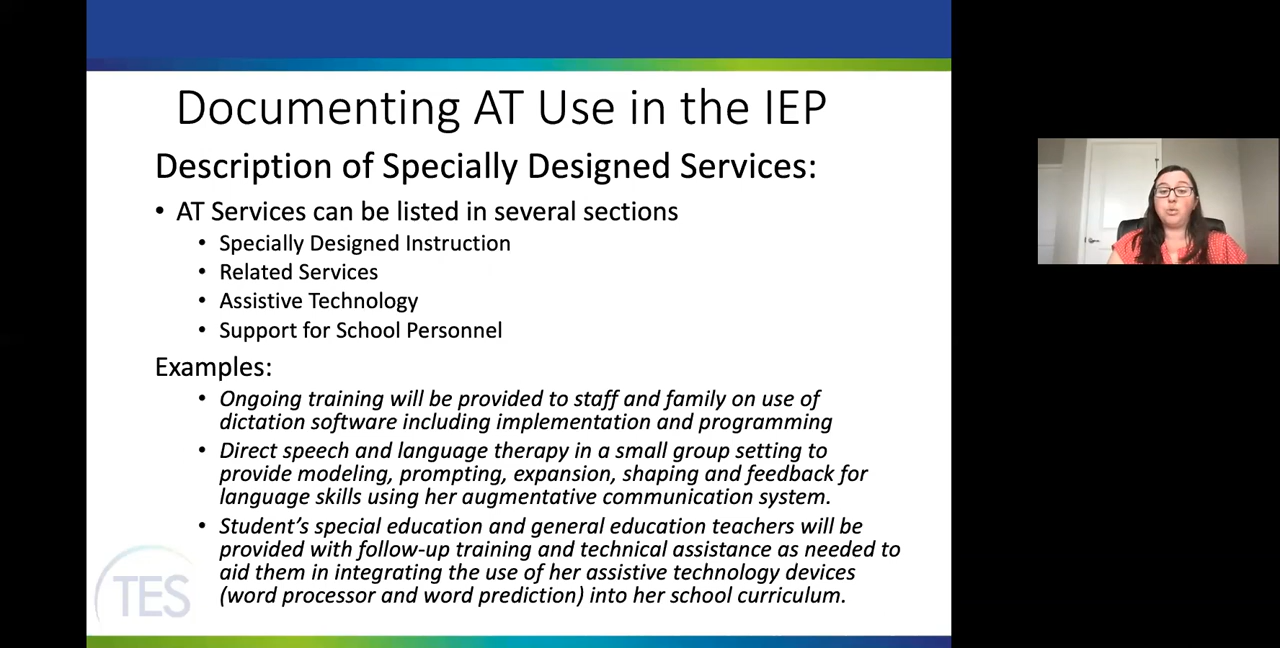 Documenting AT Use in the IEP
Description of Specially Designed Services:
• AT Services can be listed in several sections
• Specially Designed Instruction
• Related Services
• Assistive Technology
• Support for School Personnel
Examples:
• Ongoing training will be provided to staff and family on use of
dictation software including implementation and programming
• Direct speech and language therapy in a small group setting to
provide modeling, prompting, expansion, shaping and feedback for
language skills using her augmentative communication system.
• Student’s special education and general education teachers will be
provided with follow-up training and technical assistance as needed to
aid them in integrating the use of her assistive technology devices
(word processor and word prediction) into her school curriculum.
TES